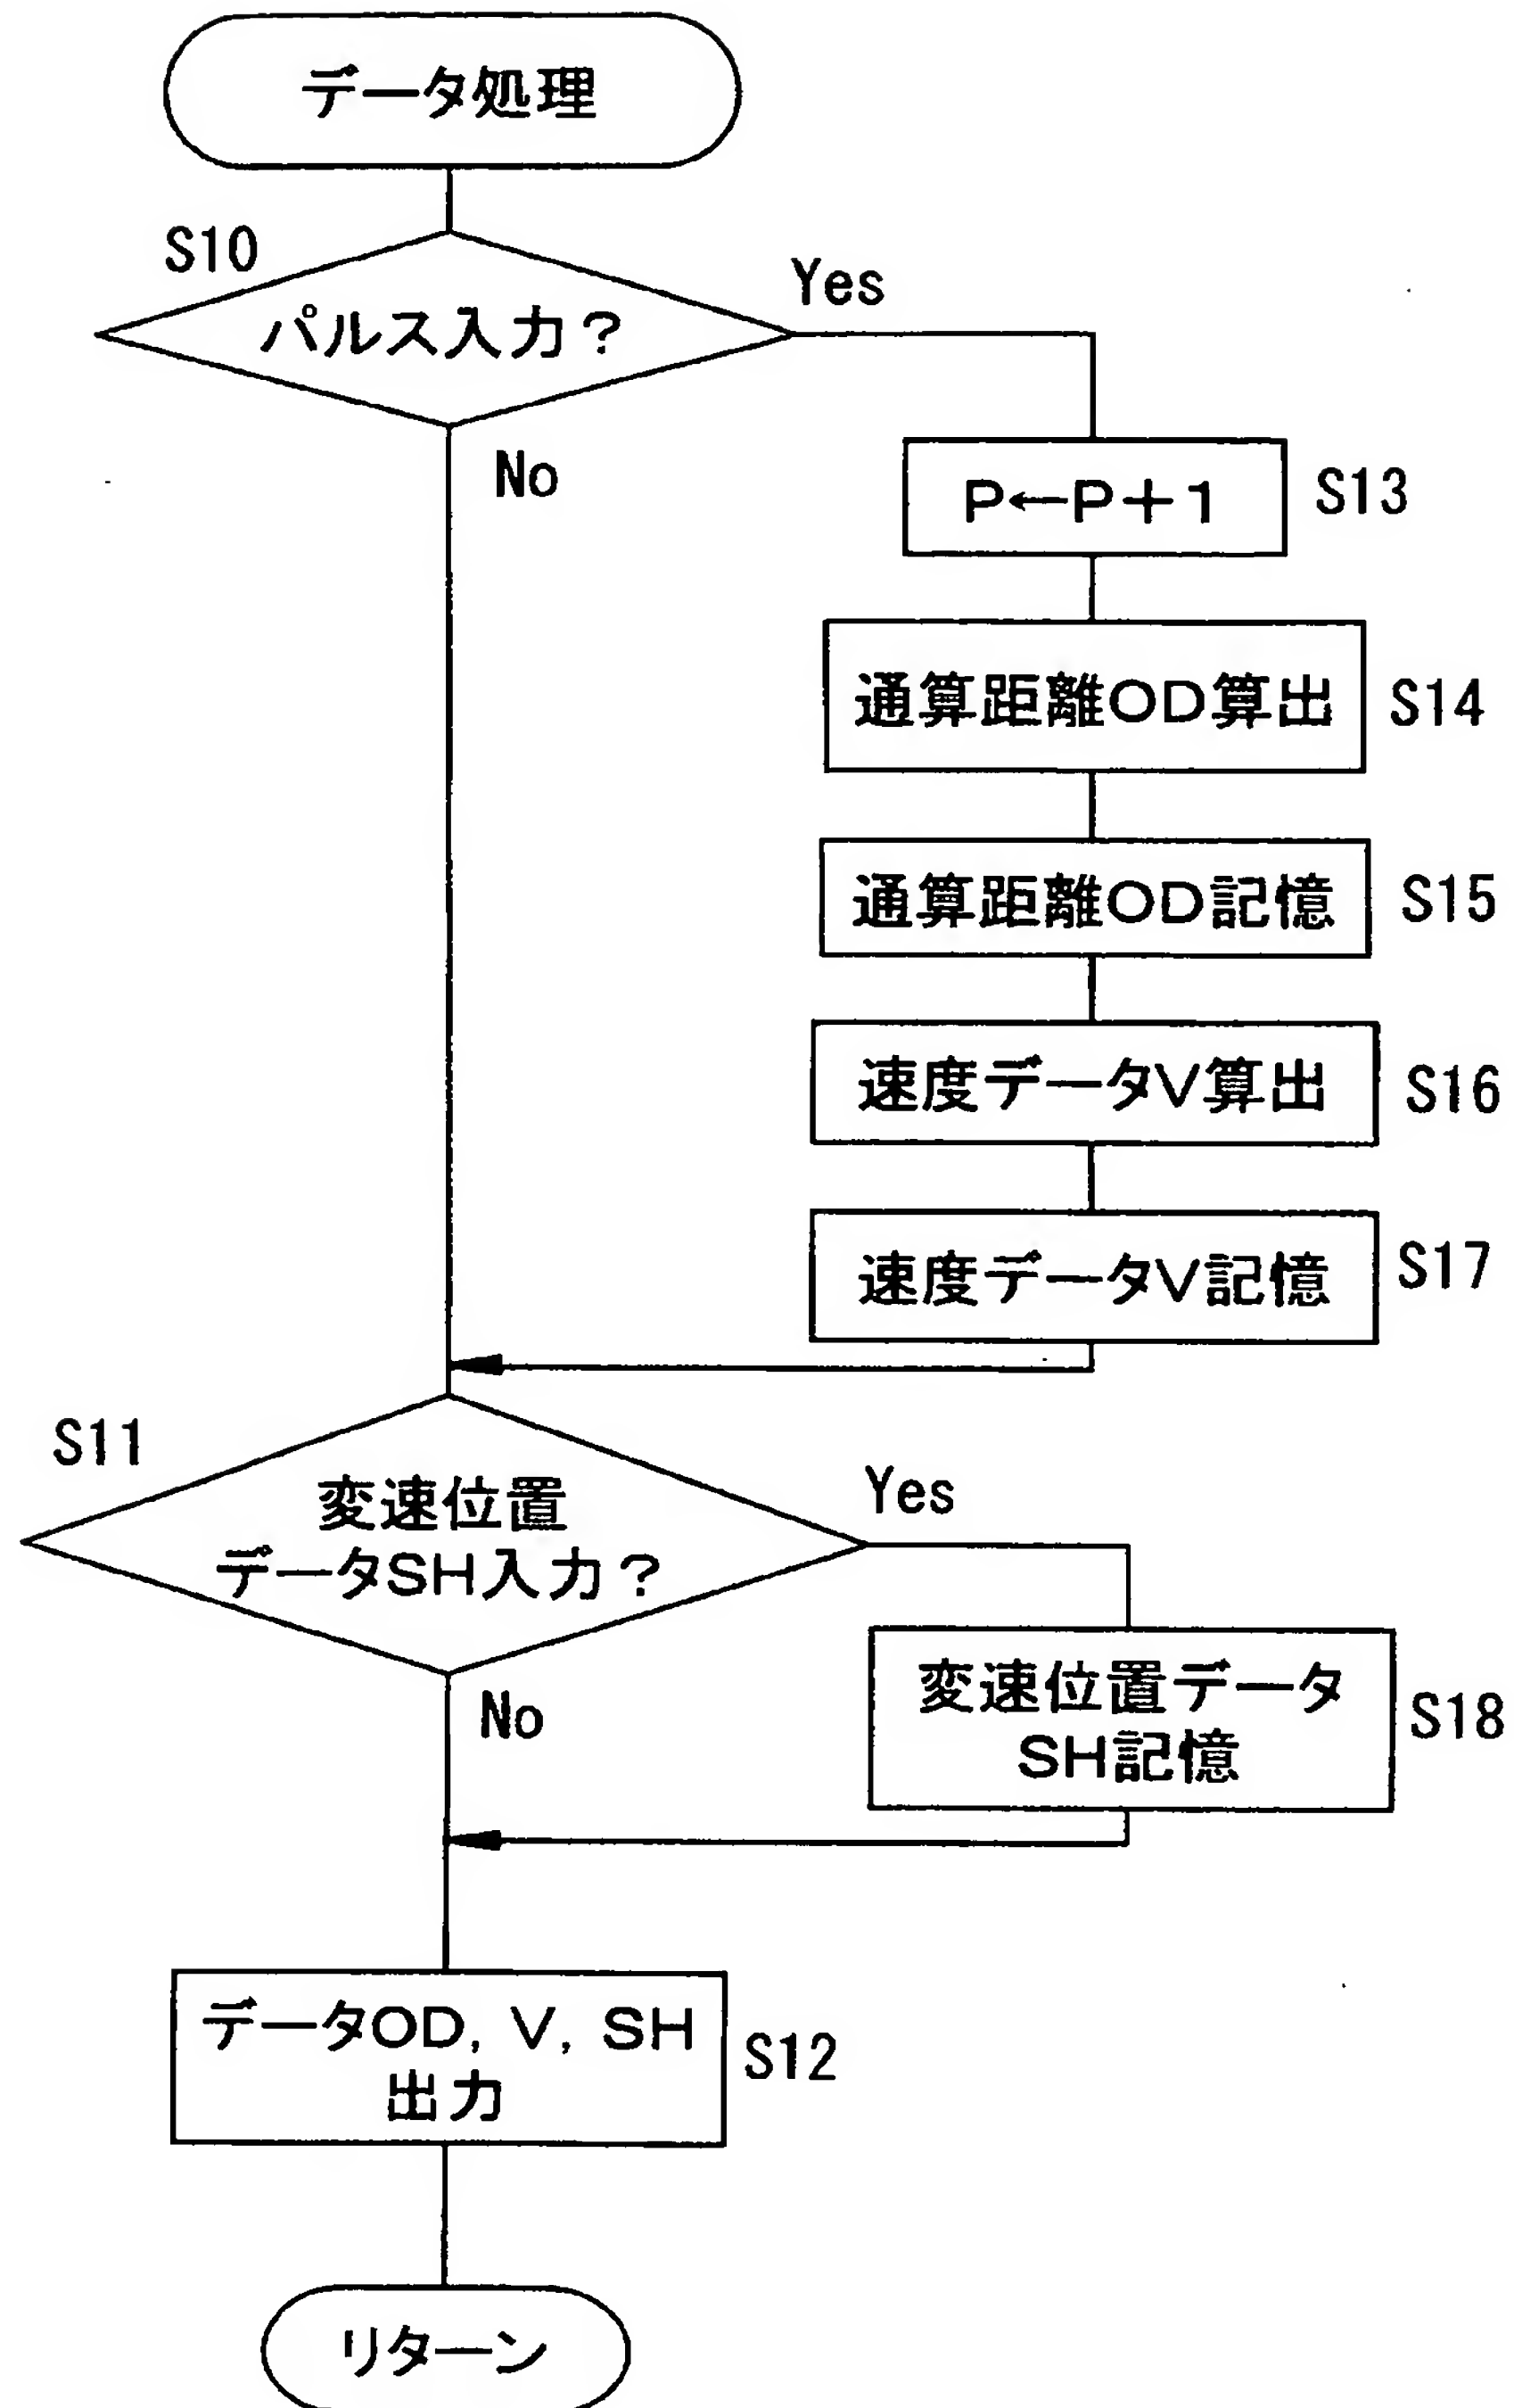 データ処理
S10
パルス入力?
Yes
No
P←P+1
S13
通算距離OD算出
S14
通算距離OD記憶
S15
速度データV算出
S16
速度データV記憶
S17
S11
変速位置
データSH入力?
Yes
No
変速位置データ
SH記憶
S18
データOD, V, SH
出力
S12
リターン